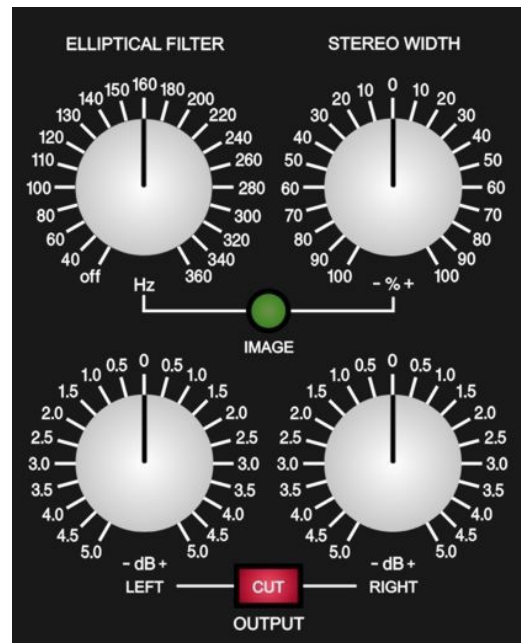 ELLIPTICAL FILTER
off 40 60 80 100 110 120 130 140 150 160 180 200 220 240 260 280 300 320 340 360
Hz
STEREO WIDTH
100 90 80 70 60 50 40 30 20 10 0 10 20 30 40 50 60 70 80 90 100
- % +
IMAGE
5.0 4.5 4.0 3.5 3.0 2.5 2.0 1.5 1.0 0.5 0 0.5 1.0 1.5 2.0 2.5 3.0 3.5 4.0 4.5 5.0
- dB +
LEFT
5.0 4.5 4.0 3.5 3.0 2.5 2.0 1.5 1.0 0.5 0 0.5 1.0 1.5 2.0 2.5 3.0 3.5 4.0 4.5 5.0
- dB +
RIGHT
CUT
OUTPUT